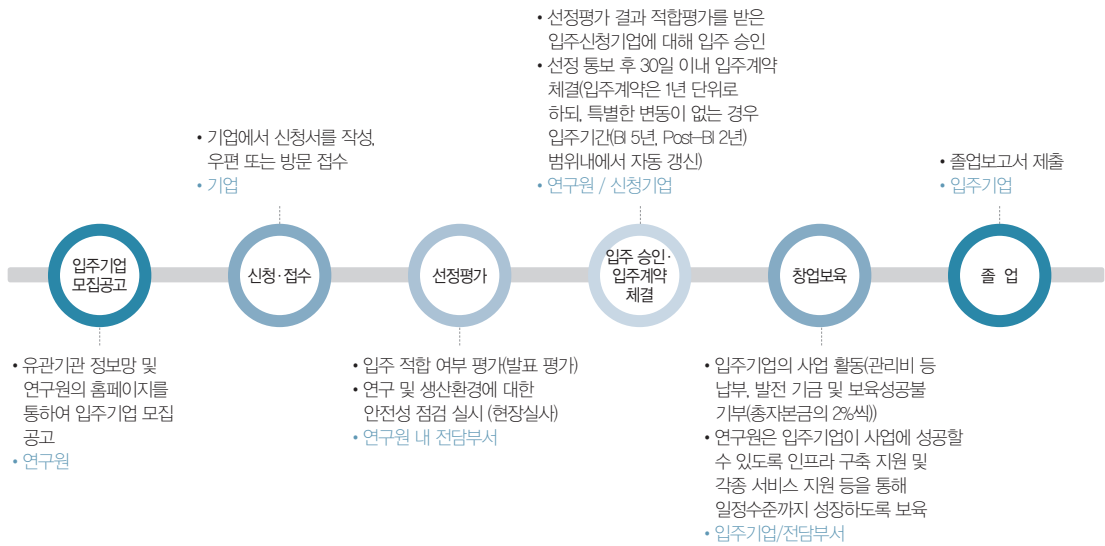 • 선정평가 결과 적합평가를 받은
입주신청기업에 대해 입주 승인
• 선정 통보 후 30일 이내 입주계약
체결(입주계약은 1년 단위로
하되, 특별한 변동이 없는 경우
입주기간(BI 5년, Post-BI 2년)
범위내에서 자동 갱신)
• 연구원 / 신청기업
• 기업에서 신청서를 작성,
우편 또는 방문 접수
• 기업
• 졸업보고서 제출
• 입주기업
입주기업
모집공고
신청·접수
선정평가
입주 승인·
입주계약
체결
창업보육
졸 업
• 유관기관 정보망 및
연구원의 홈페이지를
통하여 입주기업 모집
공고
• 연구원
• 입주 적합 여부 평가(발표 평가)
• 연구 및 생산환경에 대한
안전성 점검 실시 (현장실사)
• 연구원 내 전담부서
• 입주기업의 사업 활동(관리비 등
납부, 발전 기금 및 보육성공불
기부(총자본금의 2%씩))
• 연구원은 입주기업이 사업에 성공할
수 있도록 인프라 구축 지원 및
각종 서비스 지원 등을 통해
일정수준까지 성장하도록 보육
• 입주기업/전담부서